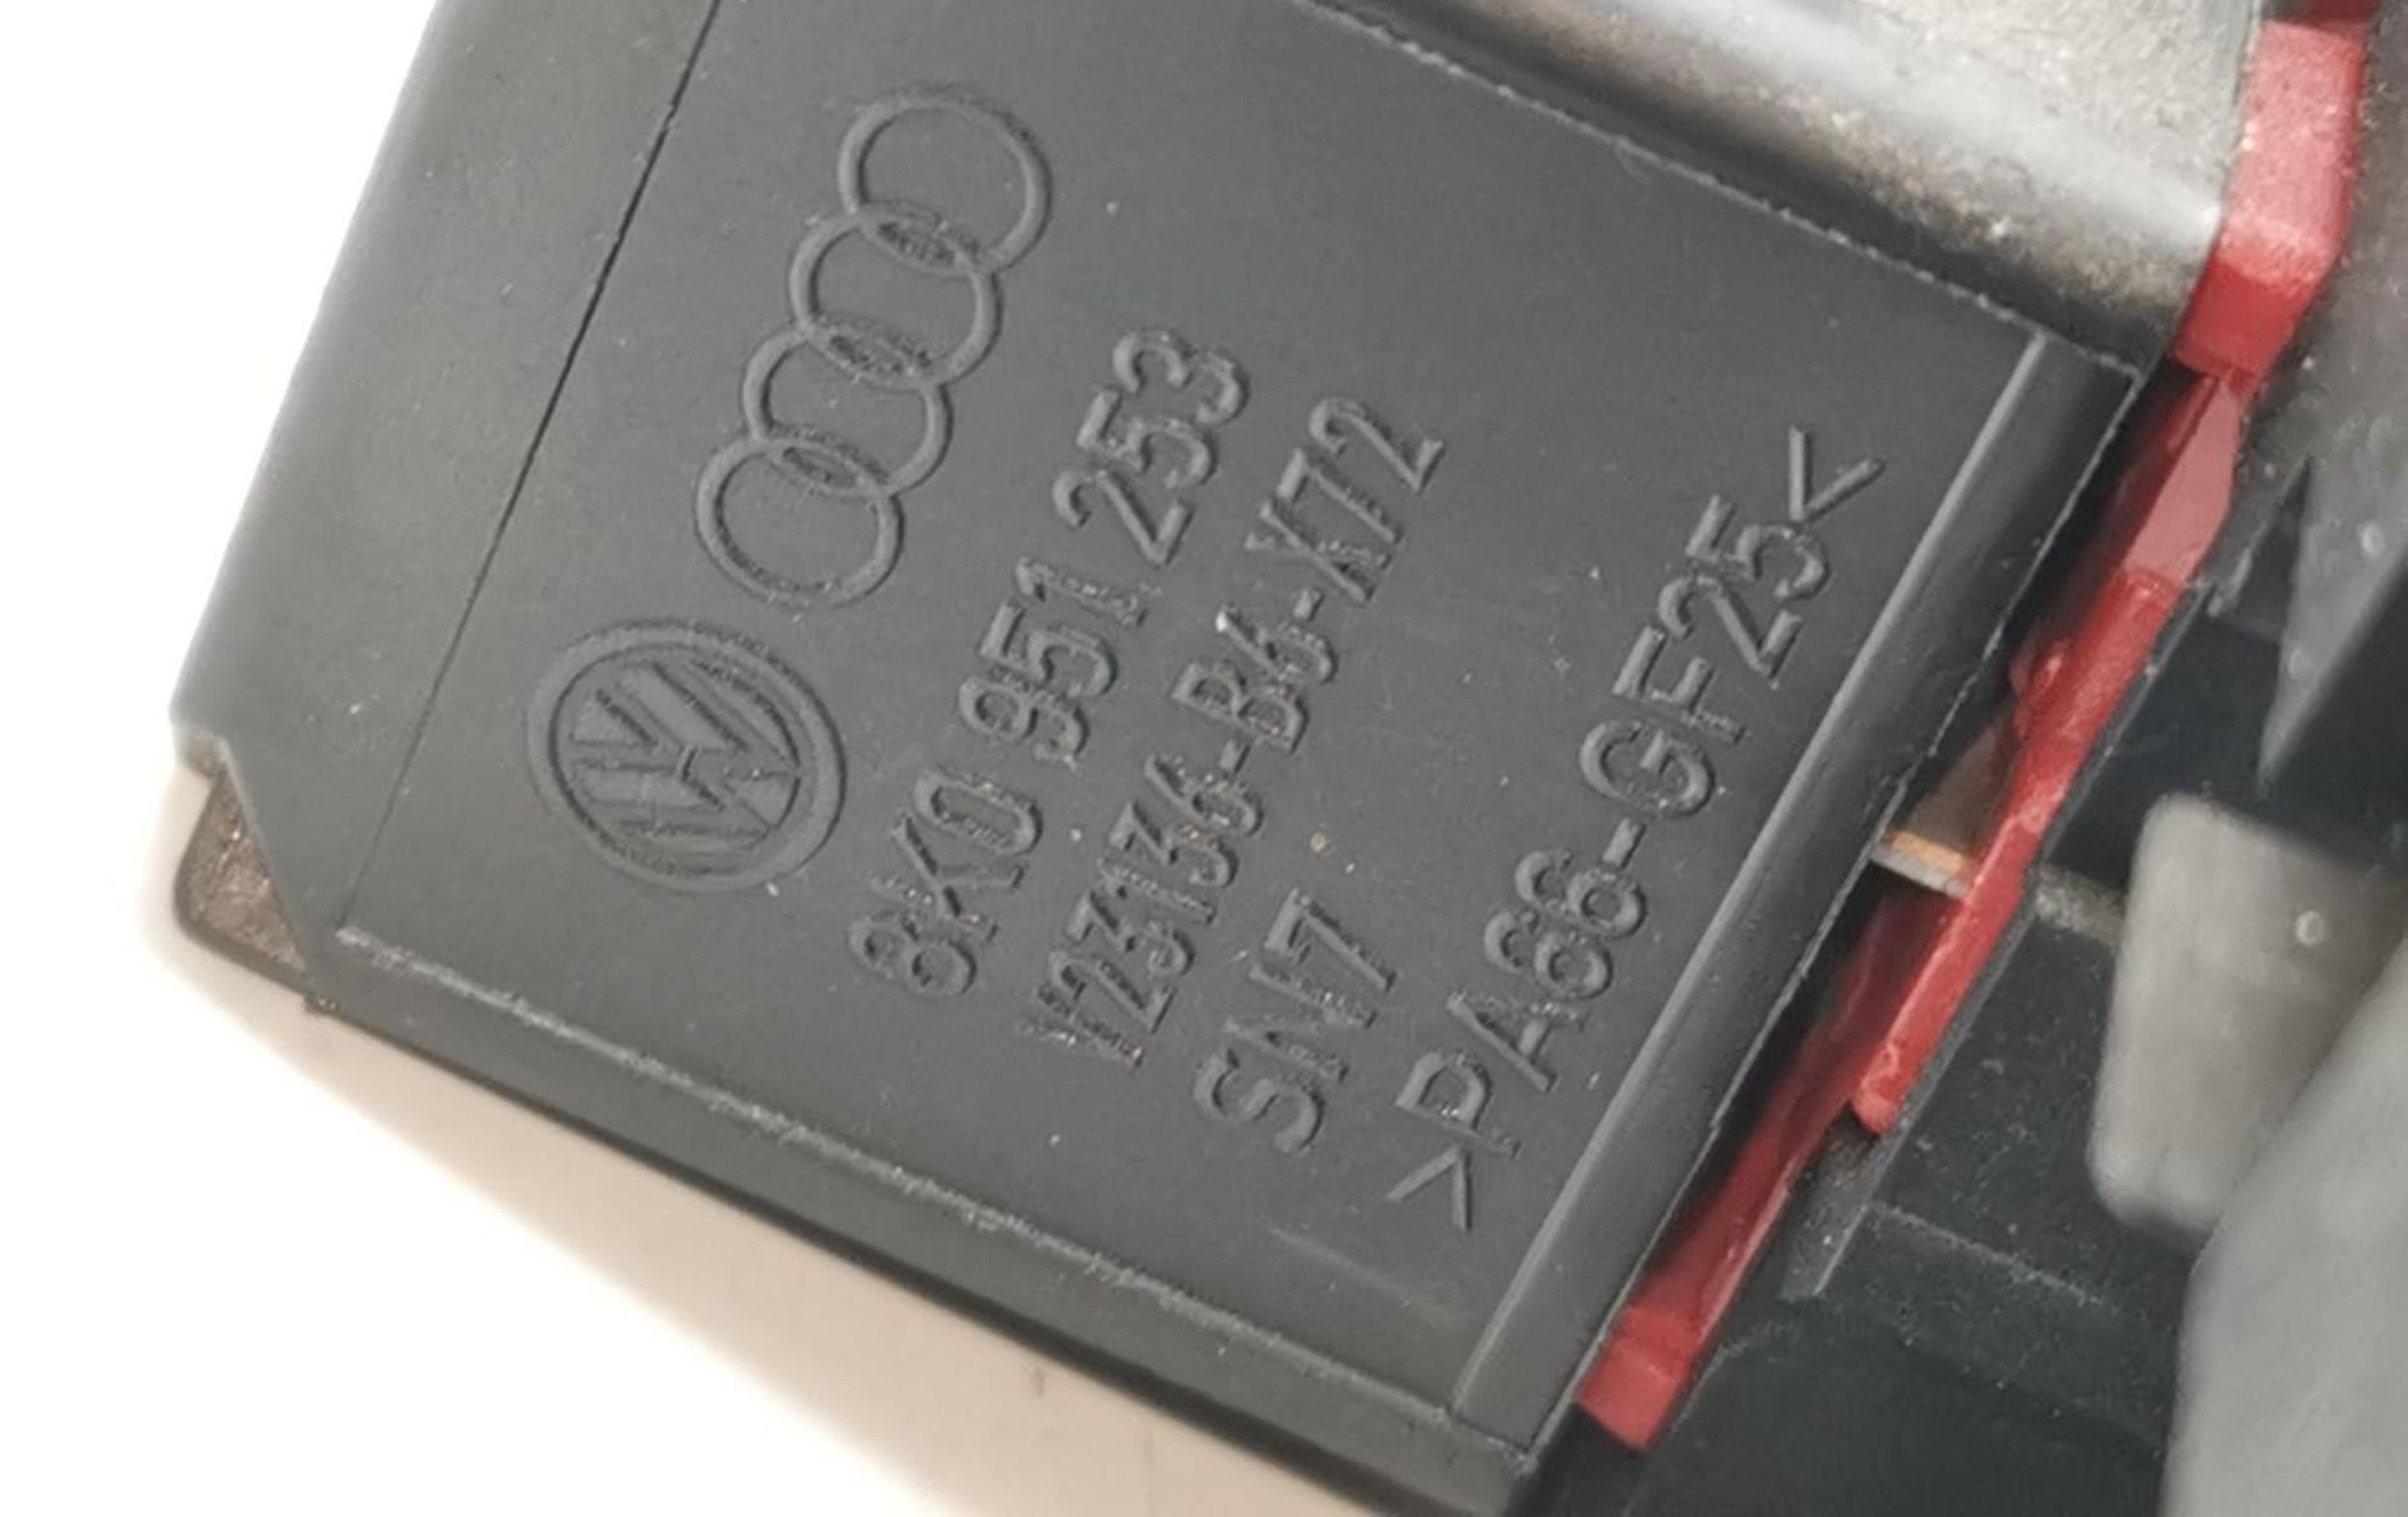 8K0 951 253
V23136-B6-X72
SN7
>PA66-GF25<